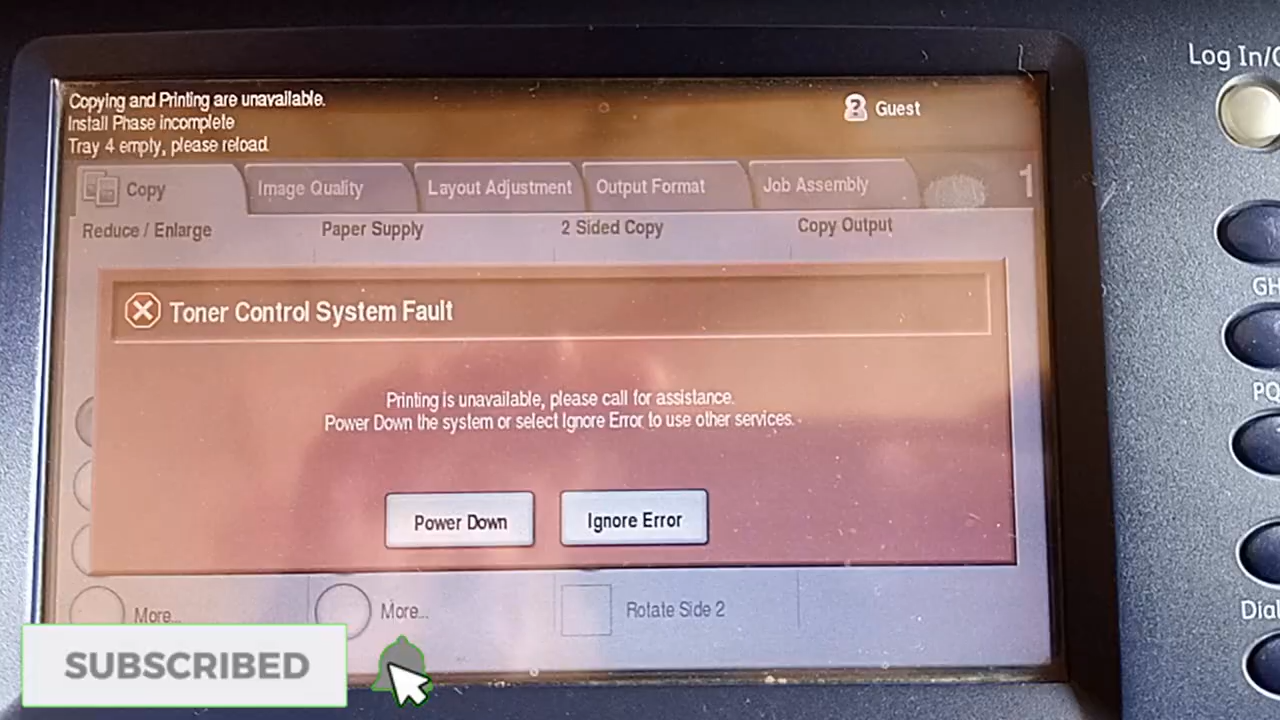 Copying and Printing are unavailable.
Install Phase incomplete
Tray 4 empty, please reload.
Guest
Log In/
Copy
Image Quality
Layout Adjustment
Output Format
Job Assembly
1
Reduce / Enlarge
Paper Supply
2 Sided Copy
Copy Output
Toner Control System Fault
Printing is unavailable, please call for assistance.
Power Down the system or select Ignore Error to use other services.
Power Down
Ignore Error
More...
More...
Rotate Side 2
GH
PQ
Dial
SUBSCRIBED